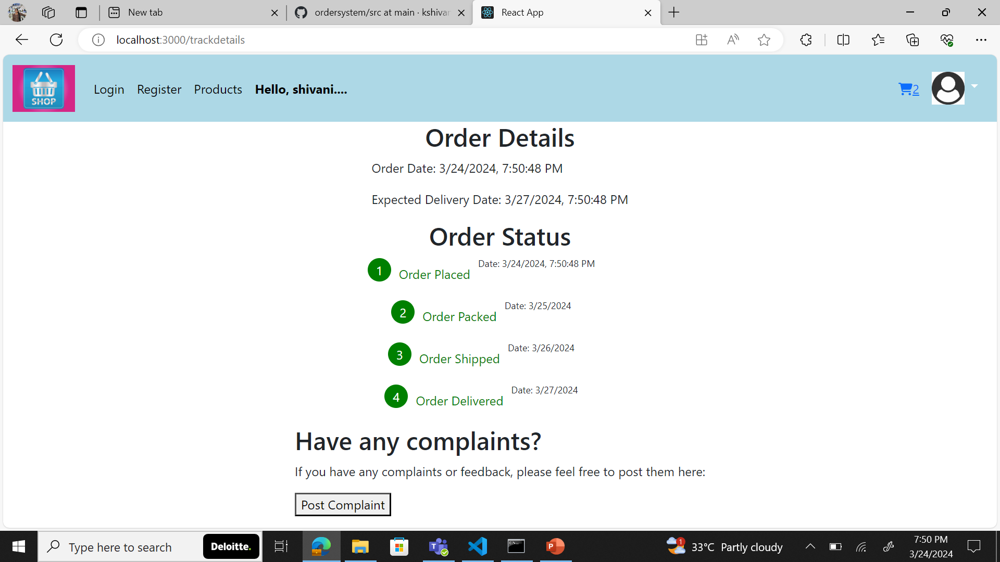 New tab
ordersystem/src at main · kshivan
React App
localhost:3000/trackdetails
SHOP
Login Register Products Hello, shivani.... 2
Order Details
Order Date: 3/24/2024, 7:50:48 PM
Expected Delivery Date: 3/27/2024, 7:50:48 PM
Order Status
1 Order Placed Date: 3/24/2024, 7:50:48 PM
2 Order Packed Date: 3/25/2024
3 Order Shipped Date: 3/26/2024
4 Order Delivered Date: 3/27/2024
Have any complaints?
If you have any complaints or feedback, please feel free to post them here:
Post Complaint
Type here to search Deloitte. 1 33°C Partly cloudy 7:50 PM
3/24/2024